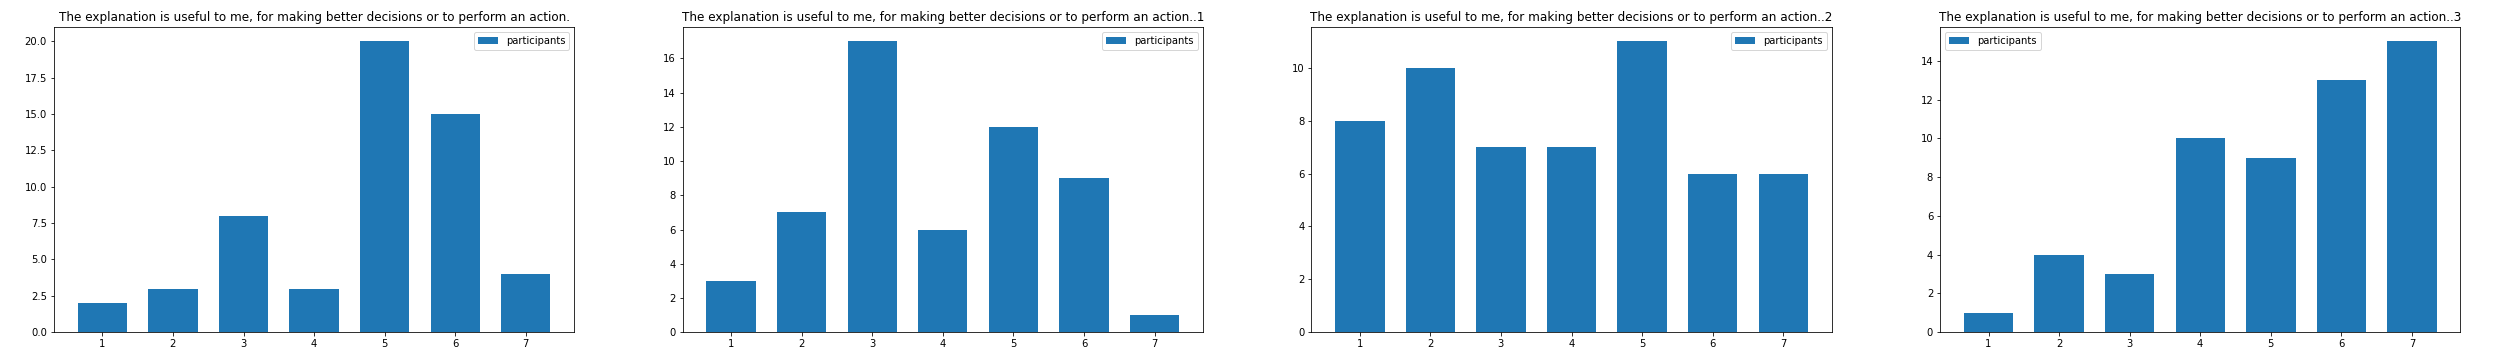 The explanation is useful to me, for making better decisions or to perform an action.
participants
20.0
17.5
15.0
12.5
10.0
7.5
5.0
2.5
0.0
1 2 3 4 5 6 7
The explanation is useful to me, for making better decisions or to perform an action..1
participants
16
14
12
10
8
6
4
2
0
1 2 3 4 5 6 7
The explanation is useful to me, for making better decisions or to perform an action..2
participants
10
8
6
4
2
0
1 2 3 4 5 6 7
The explanation is useful to me, for making better decisions or to perform an action..3
participants
14
12
10
8
6
4
2
0
1 2 3 4 5 6 7